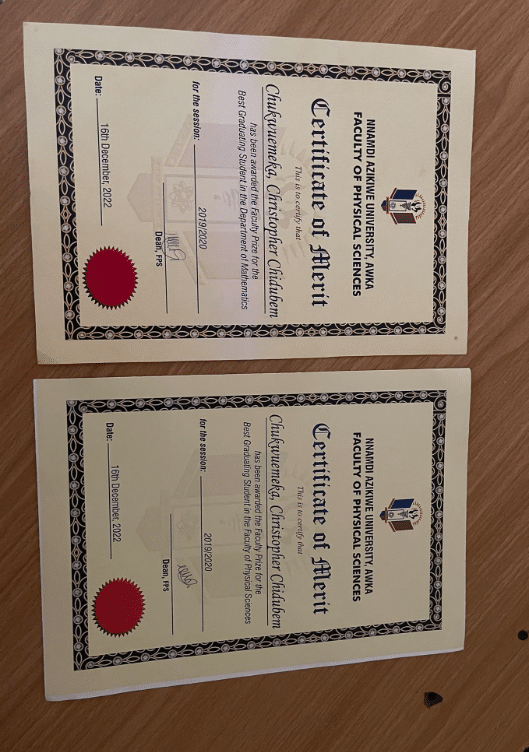 NNAMDI AZIKIWE UNIVERSITY, AWKA
FACULTY OF PHYSICAL SCIENCES
Certificate of Merit
This is to certify that
Chukwuemeka, Christopher Chidubem
has been awarded the Faculty Prize for the
Best Graduating Student in the Department of Mathematics
for the session: 2019/2020
Dean, FPS
Date: 16th December, 2022
NNAMDI AZIKIWE UNIVERSITY, AWKA
FACULTY OF PHYSICAL SCIENCES
Certificate of Merit
This is to certify that
Chukwuemeka, Christopher Chidubem
has been awarded the Faculty Prize for the
Best Graduating Student in the Faculty of Physical Sciences
for the session: 2019/2020
Dean, FPS
Date: 16th December, 2022